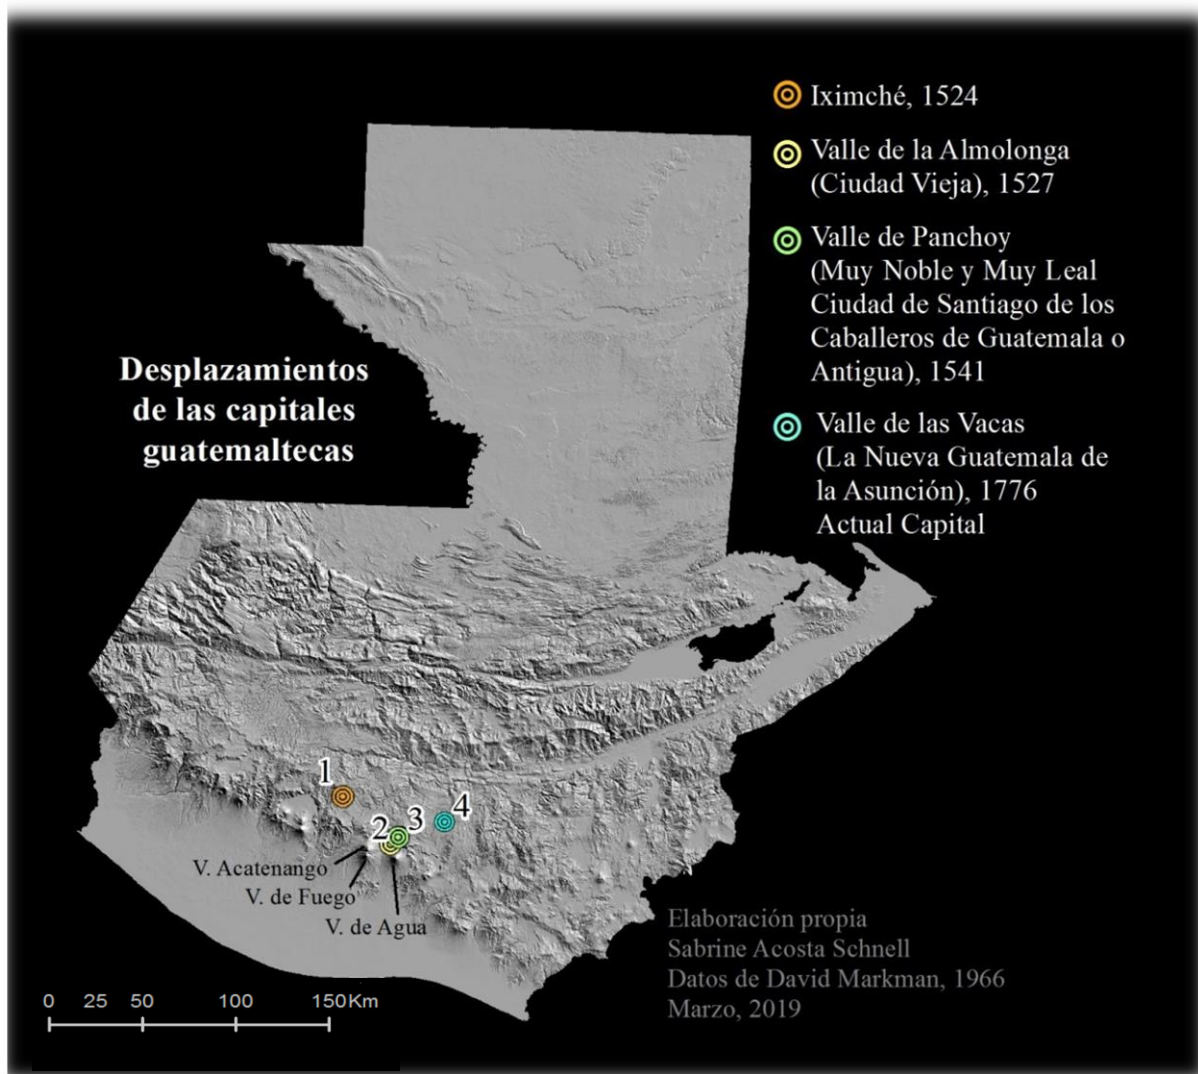 Iximché, 1524
Valle de la Almolonga
(Ciudad Vieja), 1527
Valle de Panchoy
(Muy Noble y Muy Leal
Ciudad de Santiago de los
Caballeros de Guatemala o
Antigua), 1541
Valle de las Vacas
(La Nueva Guatemala de
la Asunción), 1776
Actual Capital
Desplazamientos
de las capitales
guatemaltecas
1
2
3
4
V. Acatenango
V. de Fuego
V. de Agua
Elaboración propia
Sabrine Acosta Schnell
Datos de David Markman, 1966
Marzo, 2019
0 25 50 100 150Km